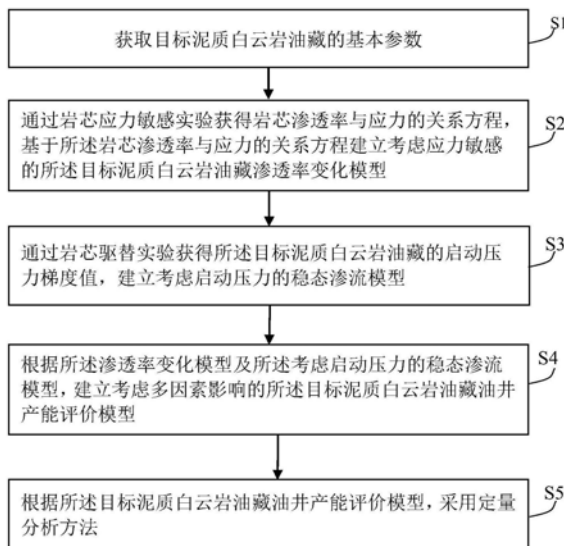 获取目标泥质白云岩油藏的基本参数
S1
通过岩芯应力敏感实验获得岩芯渗透率与应力的关系方程，
基于所述岩芯渗透率与应力的关系方程建立考虑应力敏感
的所述目标泥质白云岩油藏渗透率变化模型
S2
通过岩芯驱替实验获得所述目标泥质白云岩油藏的启动压
力梯度值，建立考虑启动压力的稳态渗流模型
S3
根据所述渗透率变化模型及所述考虑启动压力的稳态渗流
模型，建立考虑多因素影响的所述目标泥质白云岩油藏油井
产能评价模型
S4
根据所述目标泥质白云岩油藏油井产能评价模型，采用定量
分析方法
S5